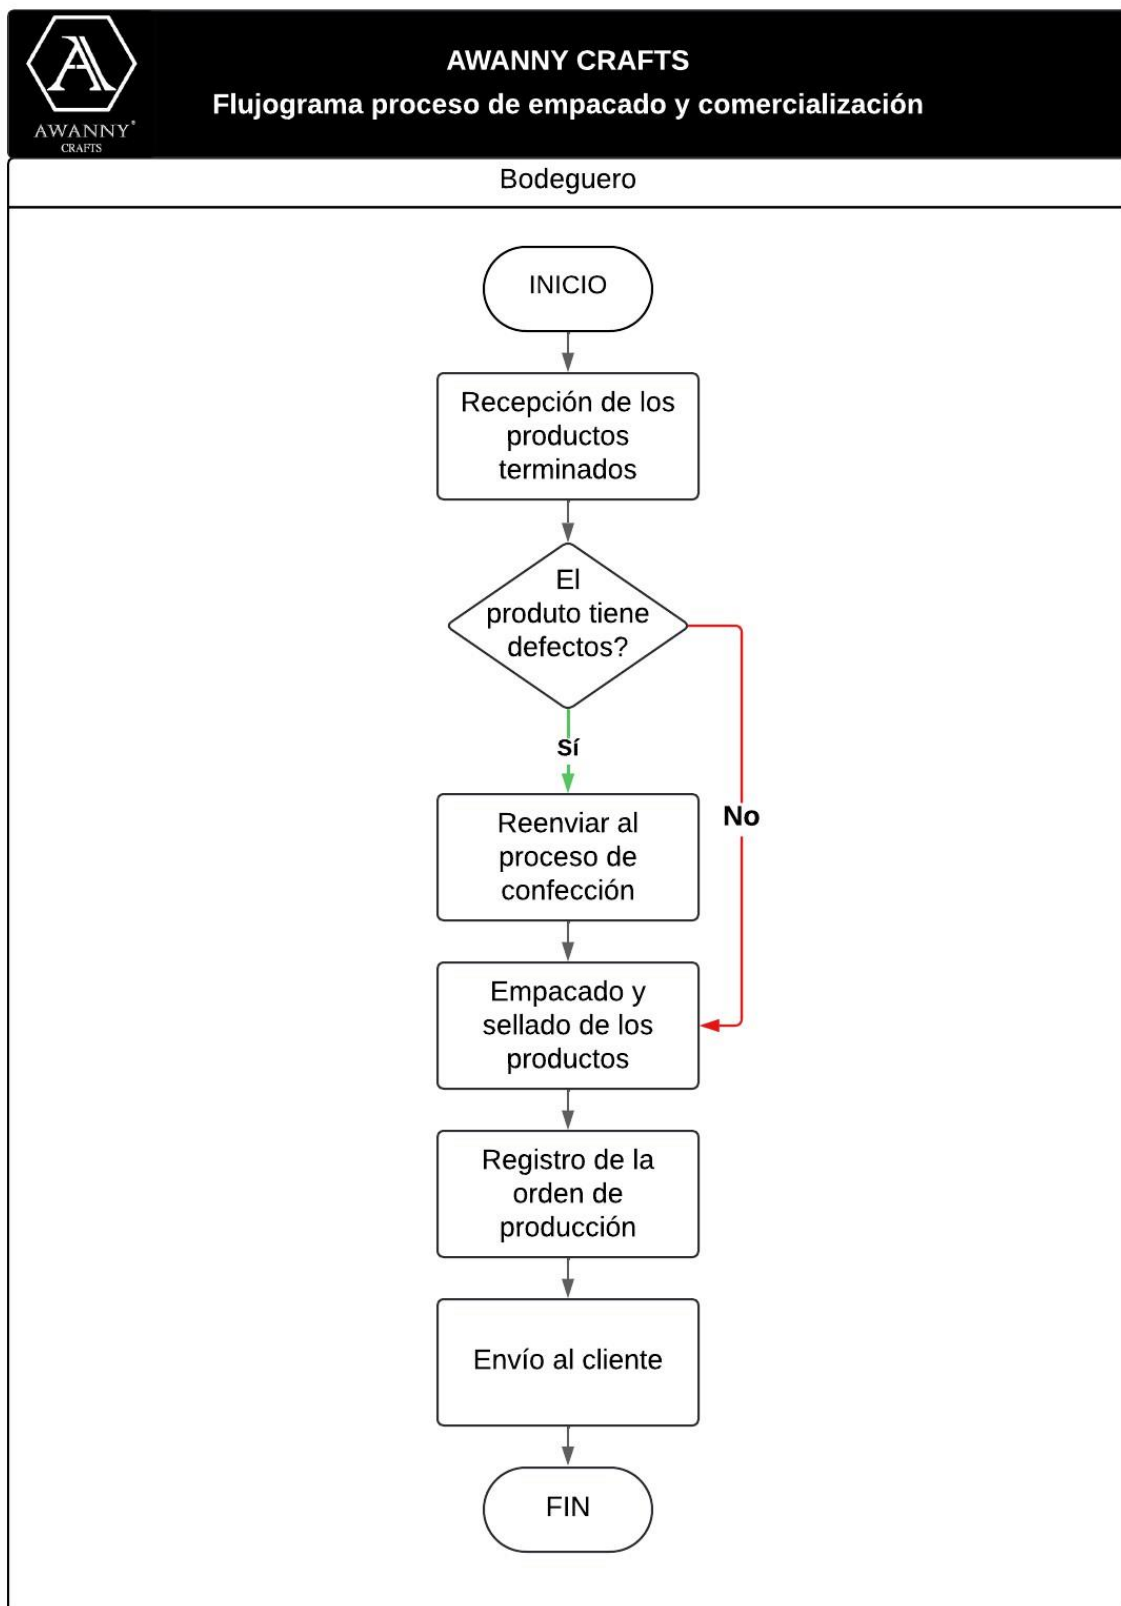 AWANNY®
CRAFTS
AWANNY CRAFTS
Flujograma proceso de empacado y comercialización
Bodeguero
INICIO
Recepción de los
productos
terminados
El
produto tiene
defectos?
Sí
No
Reenviar al
proceso de
confección
Empacado y
sellado de los
productos
Registro de la
orden de
producción
Envío al cliente
FIN